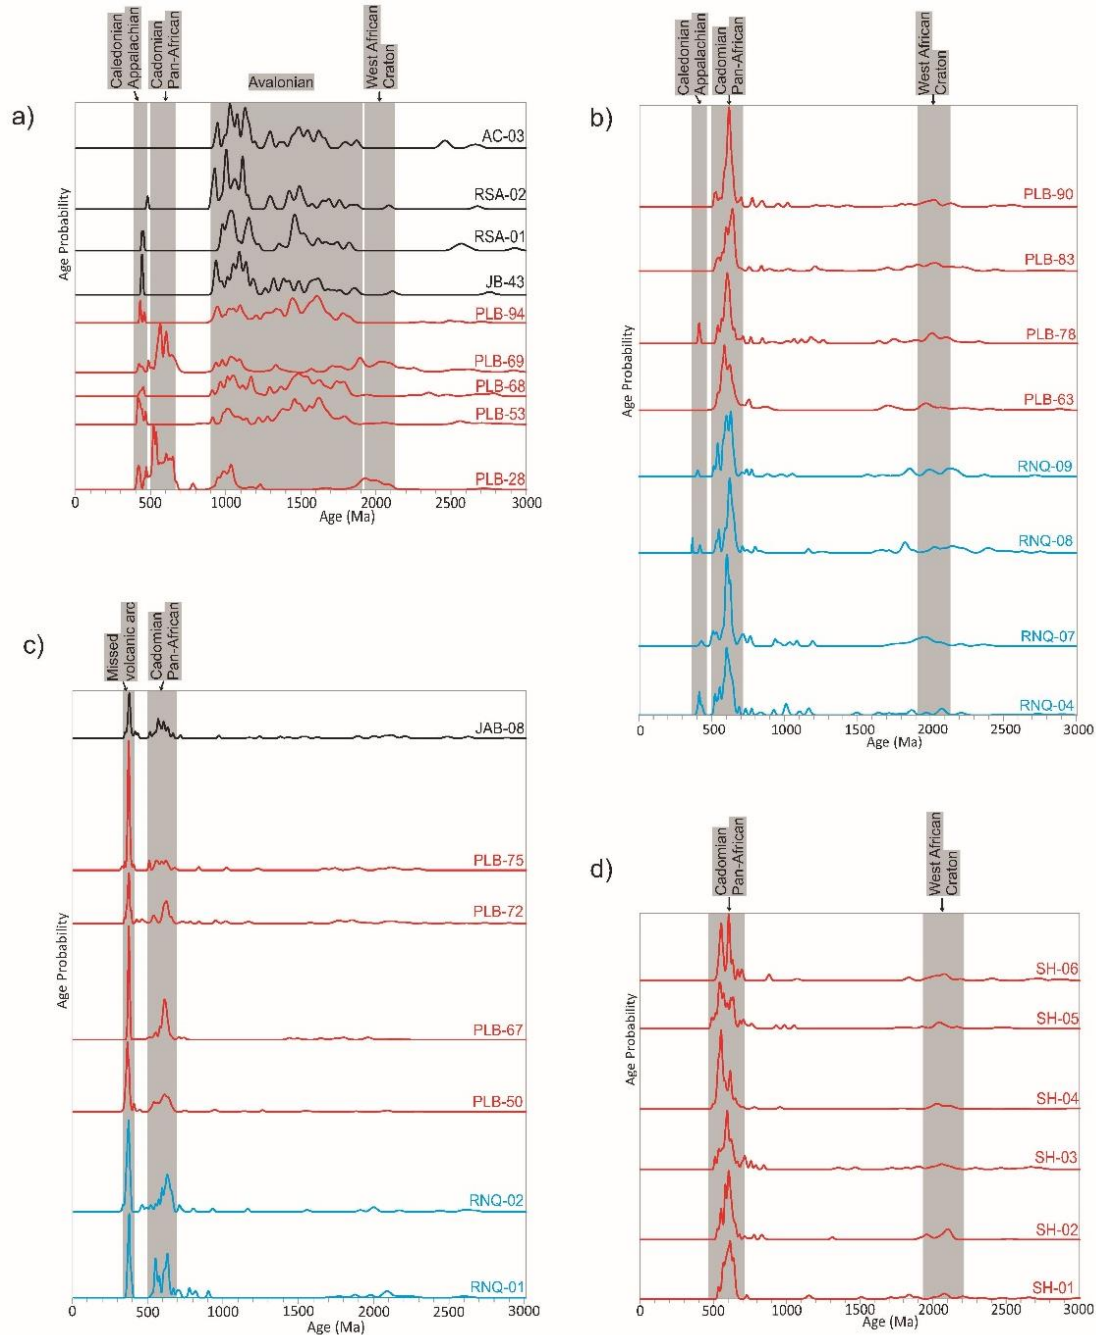 a)
Caledonian
Appalachian
Cadomian
Pan-African
Avalonian
West African
Craton
Age Probability
AC-03
RSA-02
RSA-01
JB-43
PLB-94
PLB-69
PLB-68
PLB-53
PLB-28
0 500 1000 1500 2000 2500 3000
Age (Ma)
b)
Caledonian
Appalachian
Cadomian
Pan-African
West African
Craton
Age Probability
PLB-90
PLB-83
PLB-78
PLB-63
RNQ-09
RNQ-08
RNQ-07
RNQ-04
0 500 1000 1500 2000 2500 3000
Age (Ma)
c)
Missed
volcanic arc
Cadomian
Pan-African
Age Probability
JAB-08
PLB-75
PLB-72
PLB-67
PLB-50
RNQ-02
RNQ-01
0 500 1000 1500 2000 2500 3000
Age (Ma)
d)
Cadomian
Pan-African
West African
Craton
Age Probability
SH-06
SH-05
SH-04
SH-03
SH-02
SH-01
0 500 1000 1500 2000 2500 3000
Age (Ma)